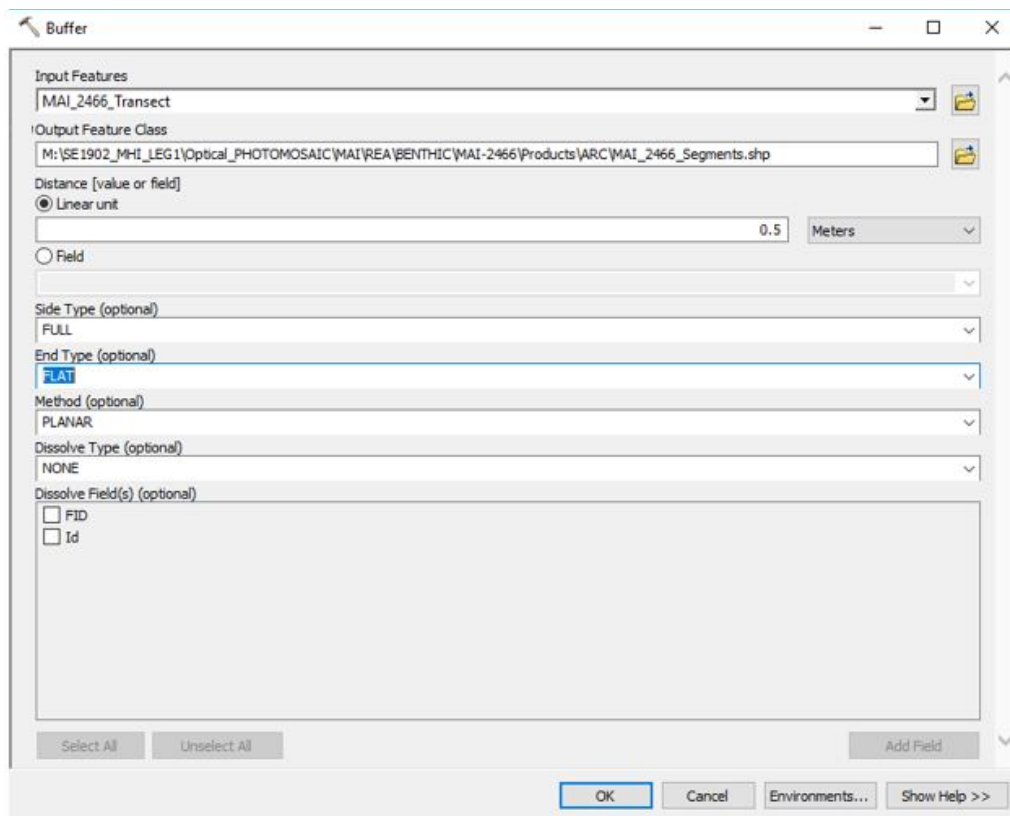 Buffer
Input Features
MAI_2466_Transect
Output Feature Class
M:\SE1902_MHI_LEG1\Optical_PHOTOMOSAIC\MAI\REA\BENTHIC\MAI-2466\Products\ARC\MAI_2466_Segments.shp
Distance [value or field]
Linear unit
0.5 Meters
Field
Side Type (optional)
FULL
End Type (optional)
FLAT
Method (optional)
PLANAR
Dissolve Type (optional)
NONE
Dissolve Field(s) (optional)
FID
Id
Select All Unselect All Add Field
OK Cancel Environments... Show Help >>